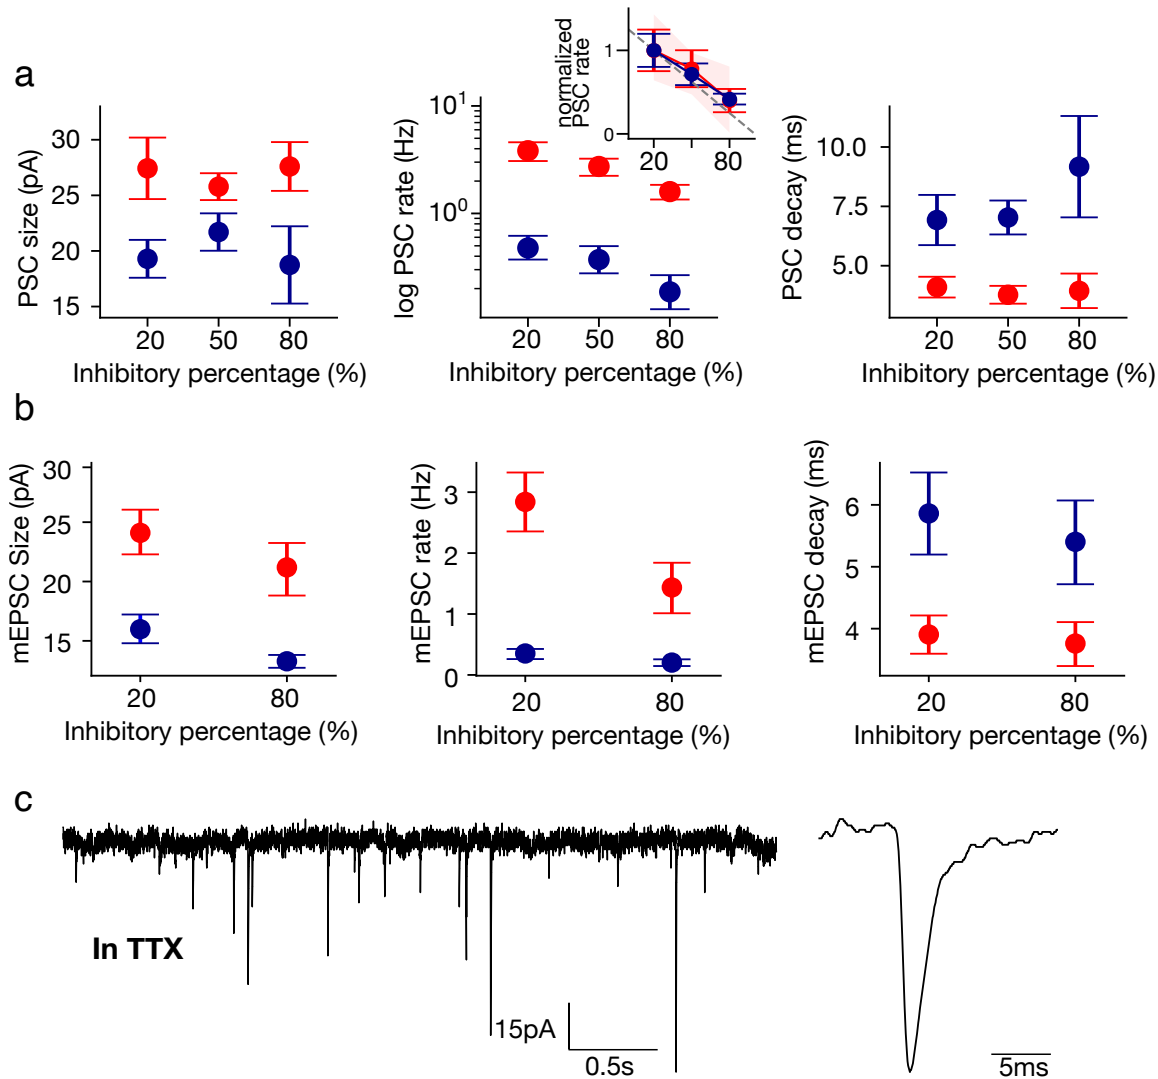 a
PSC size (pA)
30
25
20
15
20 50 80
Inhibitory percentage (%)
log PSC rate (Hz)
10¹
10⁰
20 50 80
Inhibitory percentage (%)
normalized
PSC rate
1
0
20 80
PSC decay (ms)
10.0
7.5
5.0
20 50 80
Inhibitory percentage (%)
b
mEPSC Size (pA)
30
25
20
15
20 80
Inhibitory percentage (%)
mEPSC rate (Hz)
3
2
1
0
20 80
Inhibitory percentage (%)
mEPSC decay (ms)
6
5
4
20 80
Inhibitory percentage (%)
c
In TTX
15pA
0.5s
5ms